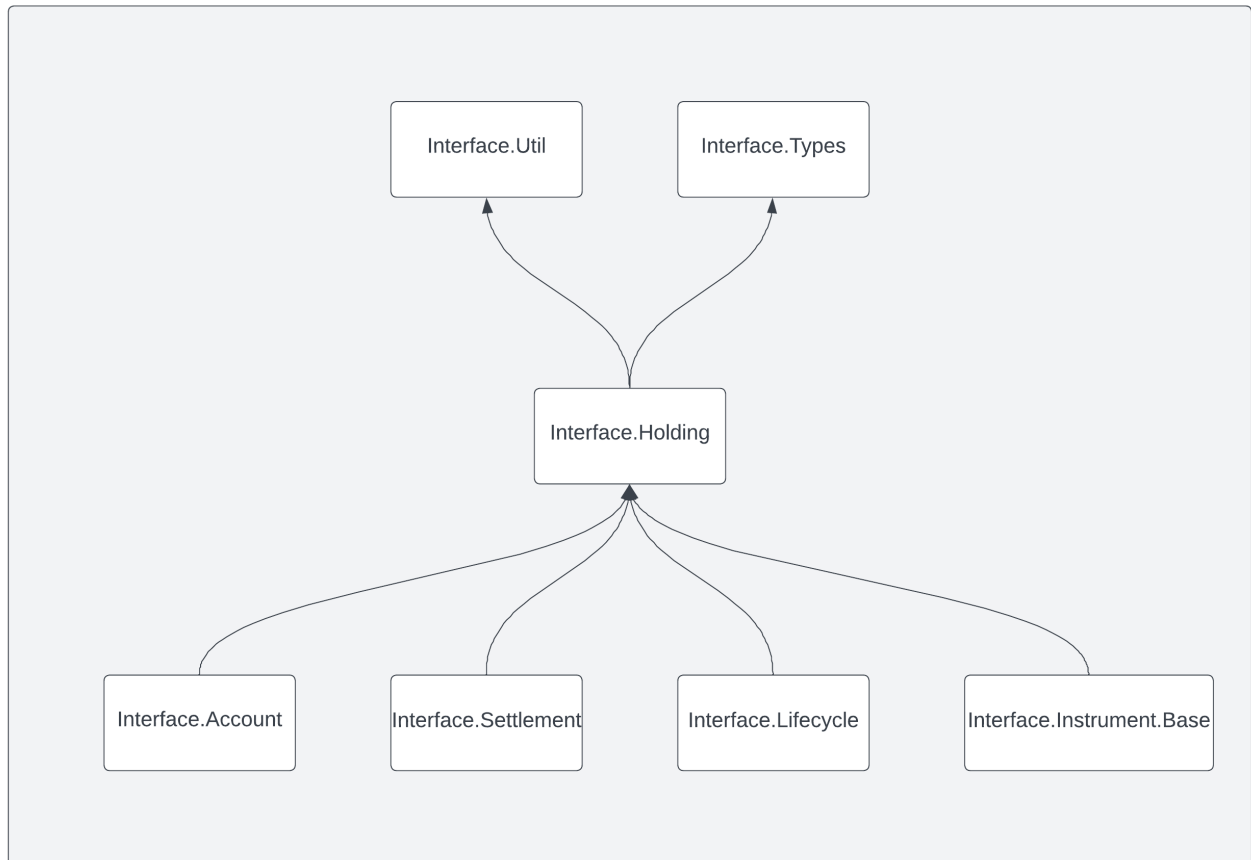 Interface.Util
Interface.Types
Interface.Holding
Interface.Account
Interface.Settlement
Interface.Lifecycle
Interface.Instrument.Base